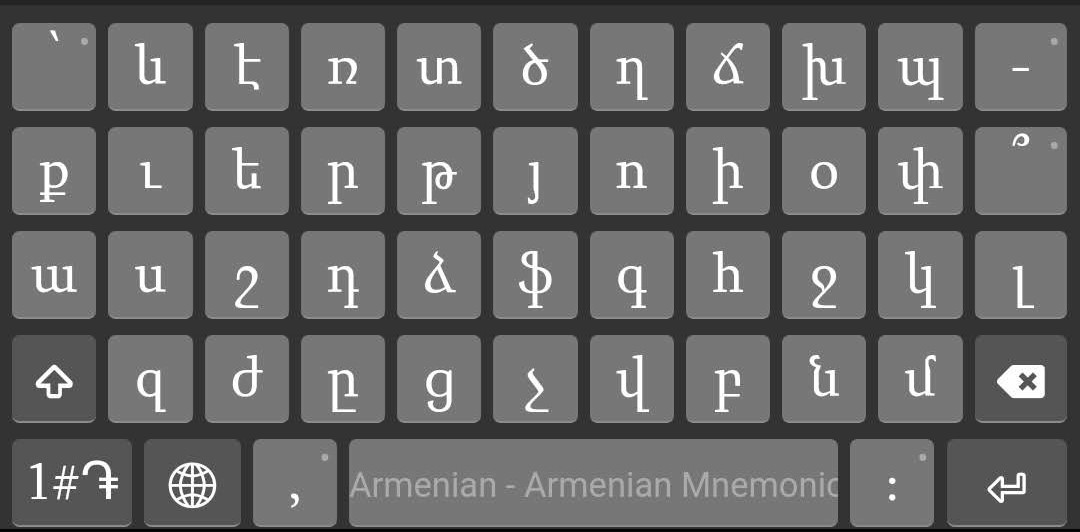 ՝ և է ռ տ ծ ղ ճ խ պ -
ք ւ ե ր թ յ ո ի օ փ ՞
ա ս շ դ ձ ֆ գ հ ջ կ լ
զ ժ ը ց չ վ բ ն մ
1#֏ , Armenian - Armenian Mnemonic :